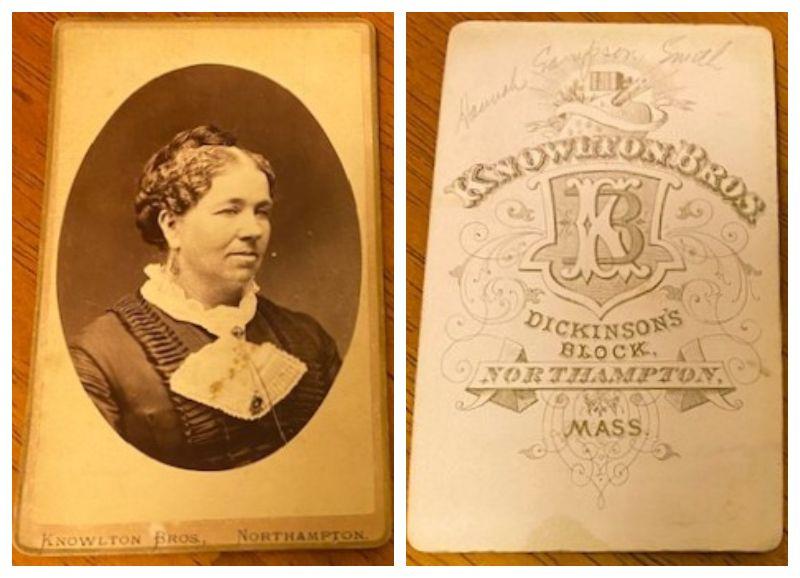 KNOWLTON BROS., NORTHAMPTON.
Hannah Sampson Smith
KNOWLTON BROS.
KB
DICKINSON'S
BLOCK,
NORTHAMPTON,
MASS.